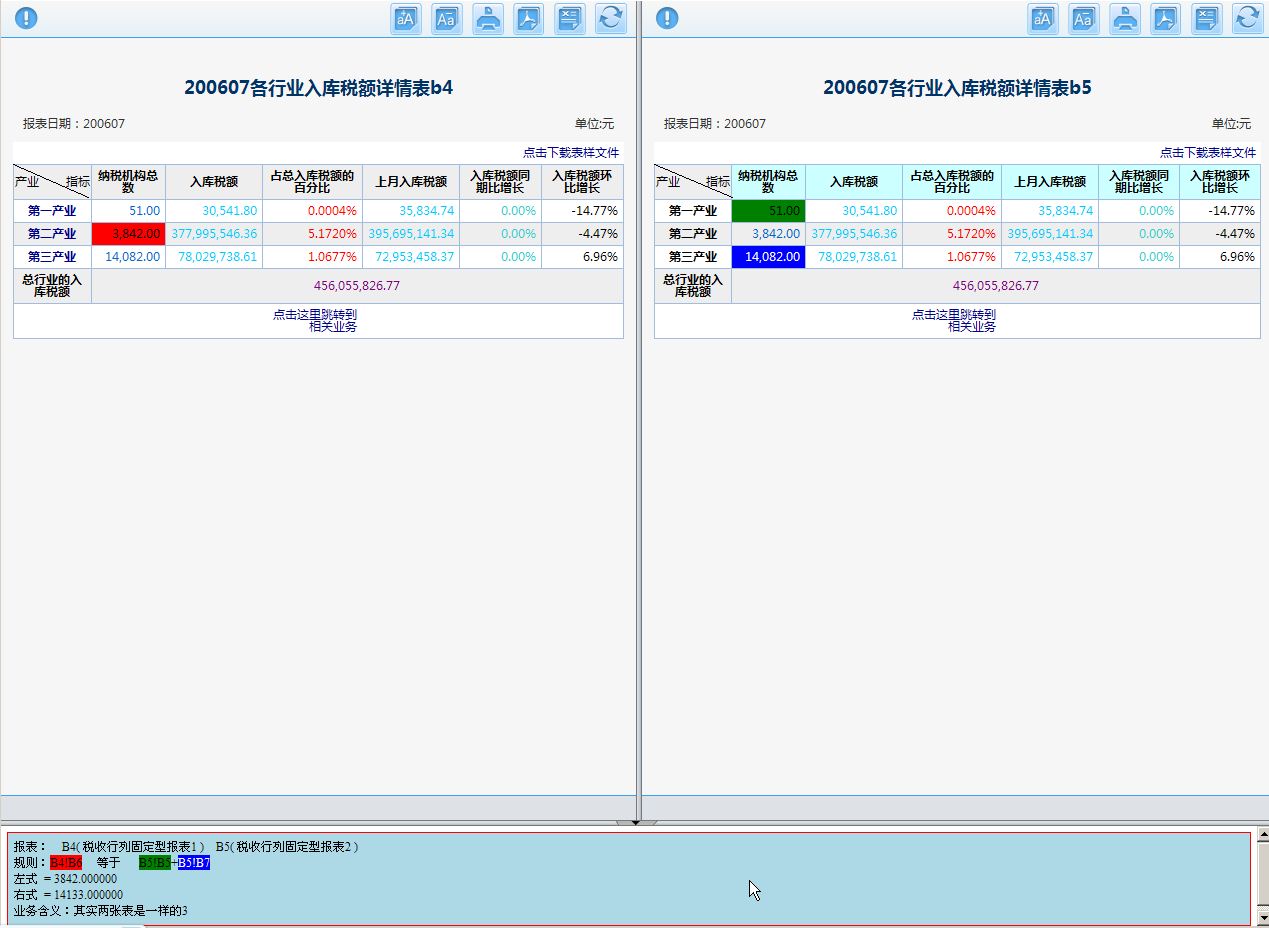 aA Aa aA Aa
200607各行业入库税额详情表b4
报表日期：200607 单位:元
点击下载表样文件
产业 指标 纳税机构总数 入库税额 占总入库税额的百分比 上月入库税额 入库税额同期比增长 入库税额环比增长
第一产业 51.00 30,541.80 0.0004% 35,834.74 0.00% -14.77%
第二产业 3,842.00 377,995,546.36 5.1720% 395,695,141.34 0.00% -4.47%
第三产业 14,082.00 78,029,738.61 1.0677% 72,953,458.37 0.00% 6.96%
总行业的入库税额 456,055,826.77
点击这里跳转到
相关业务
200607各行业入库税额详情表b5
报表日期：200607 单位:元
点击下载表样文件
产业 指标 纳税机构总数 入库税额 占总入库税额的百分比 上月入库税额 入库税额同期比增长 入库税额环比增长
第一产业 51.00 30,541.80 0.0004% 35,834.74 0.00% -14.77%
第二产业 3,842.00 377,995,546.36 5.1720% 395,695,141.34 0.00% -4.47%
第三产业 14,082.00 78,029,738.61 1.0677% 72,953,458.37 0.00% 6.96%
总行业的入库税额 456,055,826.77
点击这里跳转到
相关业务
报表： B4(税收行列固定型报表1) B5(税收行列固定型报表2)
规则：B4!B6 等于 B5!B5+B5!B7
左式 = 3842.000000
右式 = 14133.000000
业务含义：其实两张表是一样的3